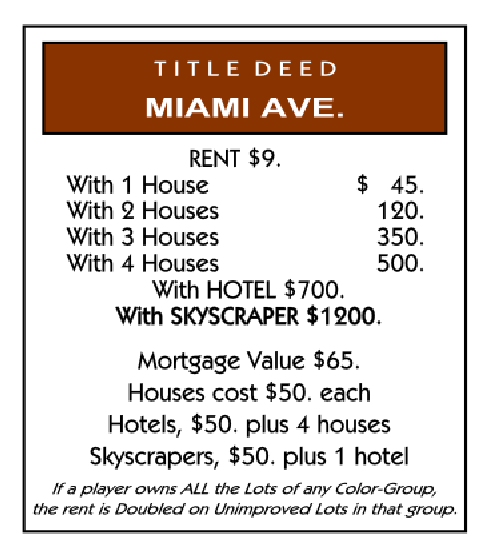 TITLE DEED
MIAMI AVE.
RENT $9.
With 1 House $ 45.
With 2 Houses 120.
With 3 Houses 350.
With 4 Houses 500.
With HOTEL $700.
With SKYSCRAPER $1200.
Mortgage Value $65.
Houses cost $50. each
Hotels, $50. plus 4 houses
Skyscrapers, $50. plus 1 hotel
If a player owns ALL the Lots of any Color-Group,
the rent is Doubled on Unimproved Lots in that group.